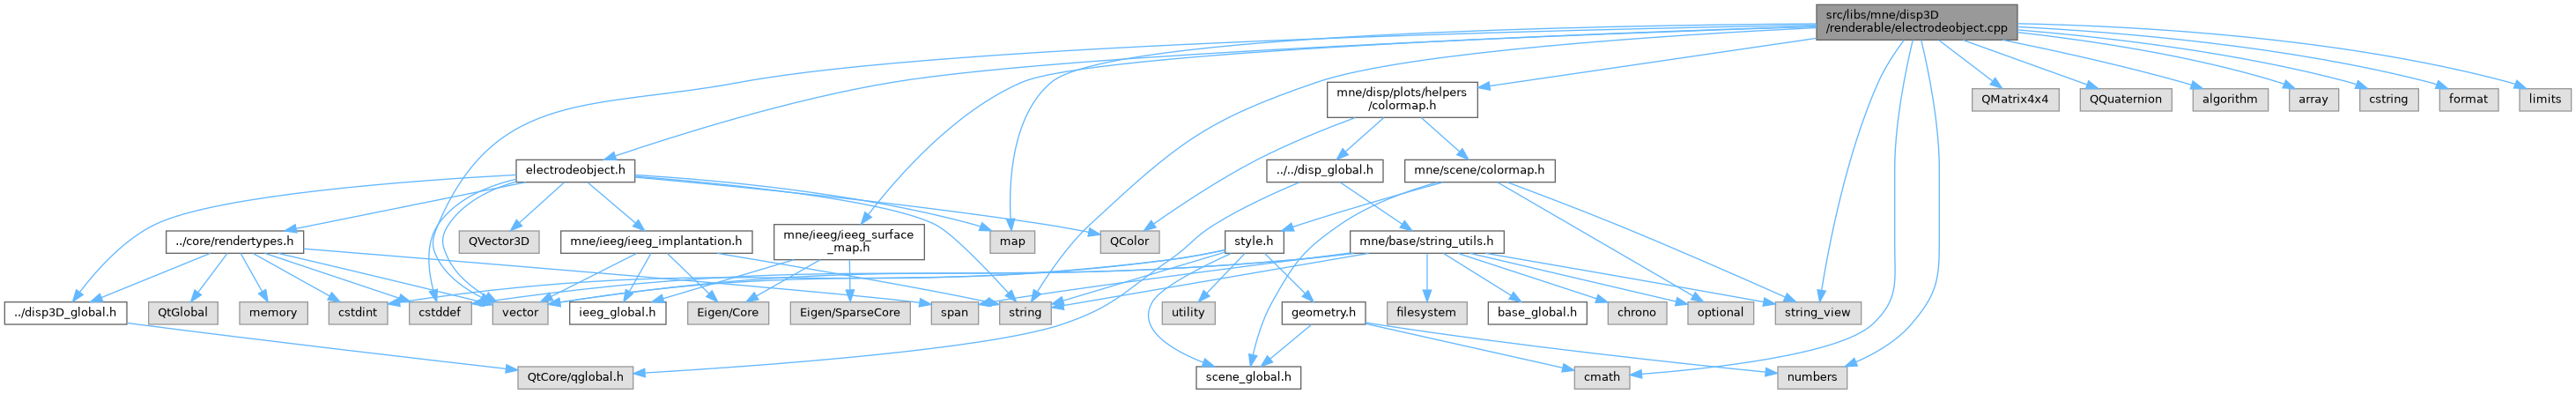 src/libs/mne/disp3D
/renderable/electrodeobject.cpp
mne/disp/plots/helpers
/colormap.h
QMatrix4x4
QQuaternion
algorithm
array
cstring
format
limits
electrodeobject.h
../../disp_global.h
mne/scene/colormap.h
../core/rendertypes.h
QVector3D
mne/ieeg/ieeg_implantation.h
mne/ieeg/ieeg_surface
_map.h
map
QColor
style.h
mne/base/string_utils.h
../disp3D_global.h
QtGlobal
memory
cstdint
cstddef
vector
ieeg_global.h
Eigen/Core
Eigen/SparseCore
span
string
utility
geometry.h
filesystem
base_global.h
chrono
optional
string_view
QtCore/qglobal.h
scene_global.h
cmath
numbers